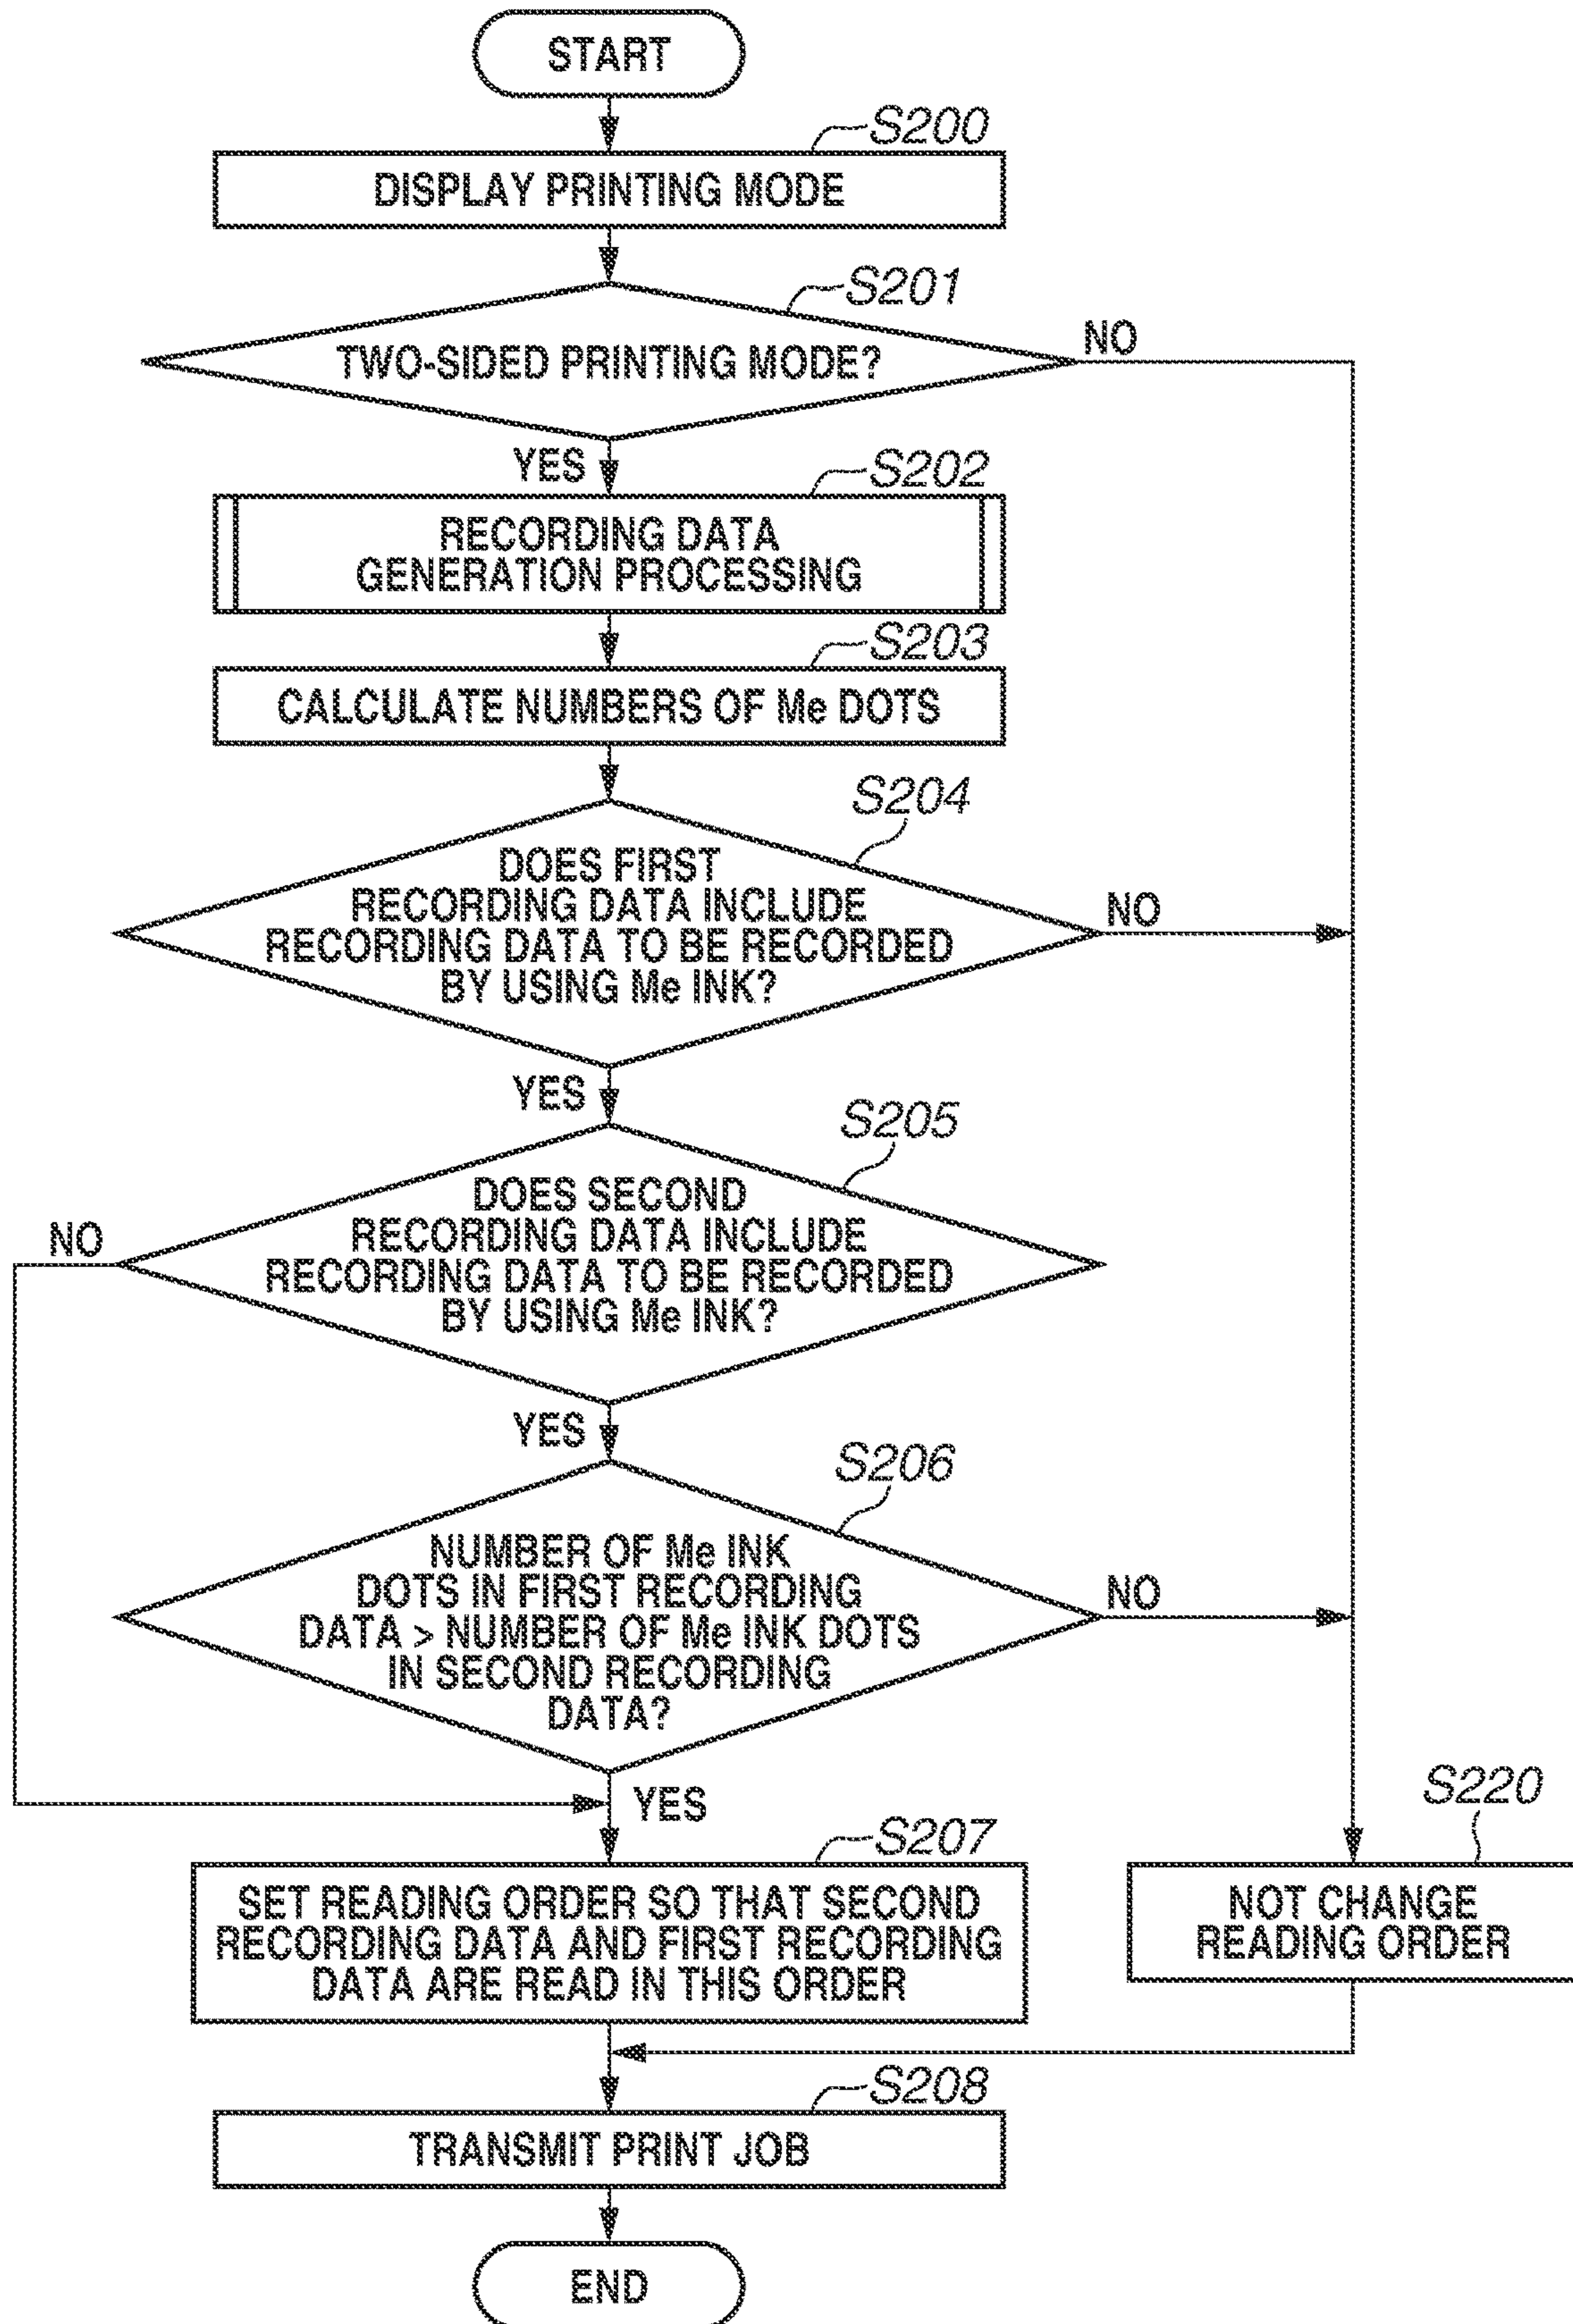 START
S200
DISPLAY PRINTING MODE
S201
TWO-SIDED PRINTING MODE?
NO
YES
S202
RECORDING DATA
GENERATION PROCESSING
S203
CALCULATE NUMBERS OF Me DOTS
S204
DOES FIRST
RECORDING DATA INCLUDE
RECORDING DATA TO BE RECORDED
BY USING Me INK?
NO
YES
S205
DOES SECOND
RECORDING DATA INCLUDE
RECORDING DATA TO BE RECORDED
BY USING Me INK?
NO
YES
S206
NUMBER OF Me INK
DOTS IN FIRST RECORDING
DATA > NUMBER OF Me INK DOTS
IN SECOND RECORDING
DATA?
NO
YES
S207
SET READING ORDER SO THAT SECOND
RECORDING DATA AND FIRST RECORDING
DATA ARE READ IN THIS ORDER
S220
NOT CHANGE
READING ORDER
S208
TRANSMIT PRINT JOB
END